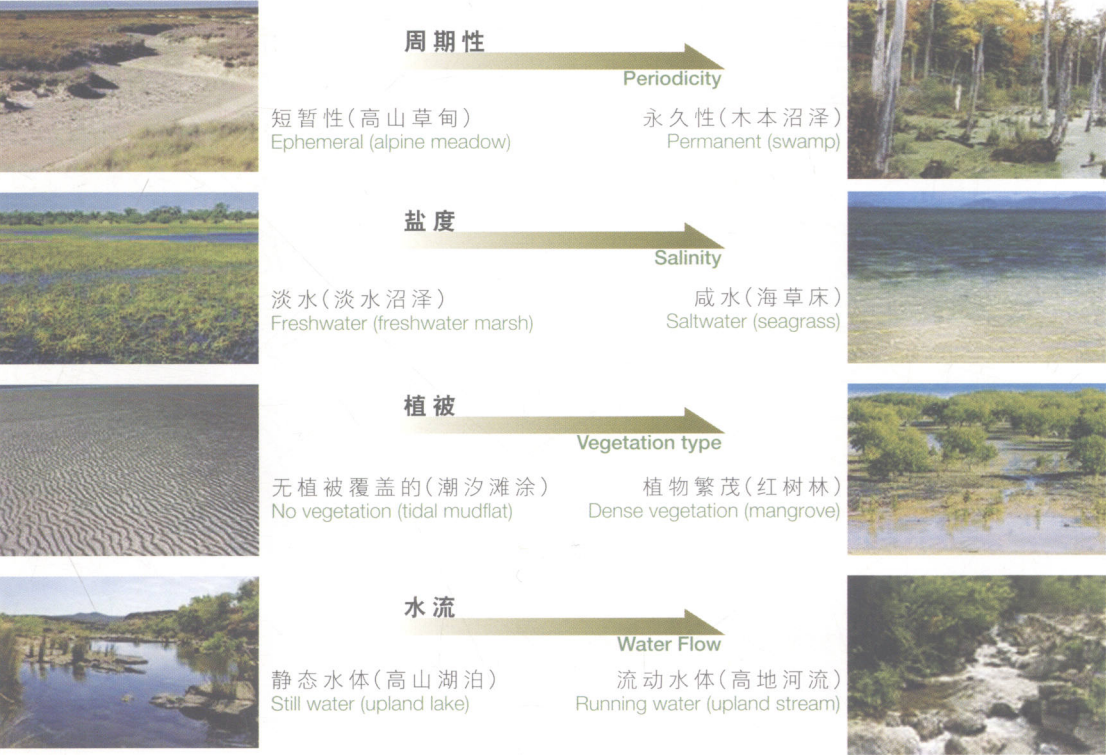 周期性
Periodicity
短暂性(高山草甸)
Ephemeral (alpine meadow)
永久性(木本沼泽)
Permanent (swamp)
盐度
Salinity
淡水(淡水沼泽)
Freshwater (freshwater marsh)
咸水(海草床)
Saltwater (seagrass)
植被
Vegetation type
无植被覆盖的(潮汐滩涂)
No vegetation (tidal mudflat)
植物繁茂(红树林)
Dense vegetation (mangrove)
水流
Water Flow
静态水体(高山湖泊)
Still water (upland lake)
流动水体(高地河流)
Running water (upland stream)